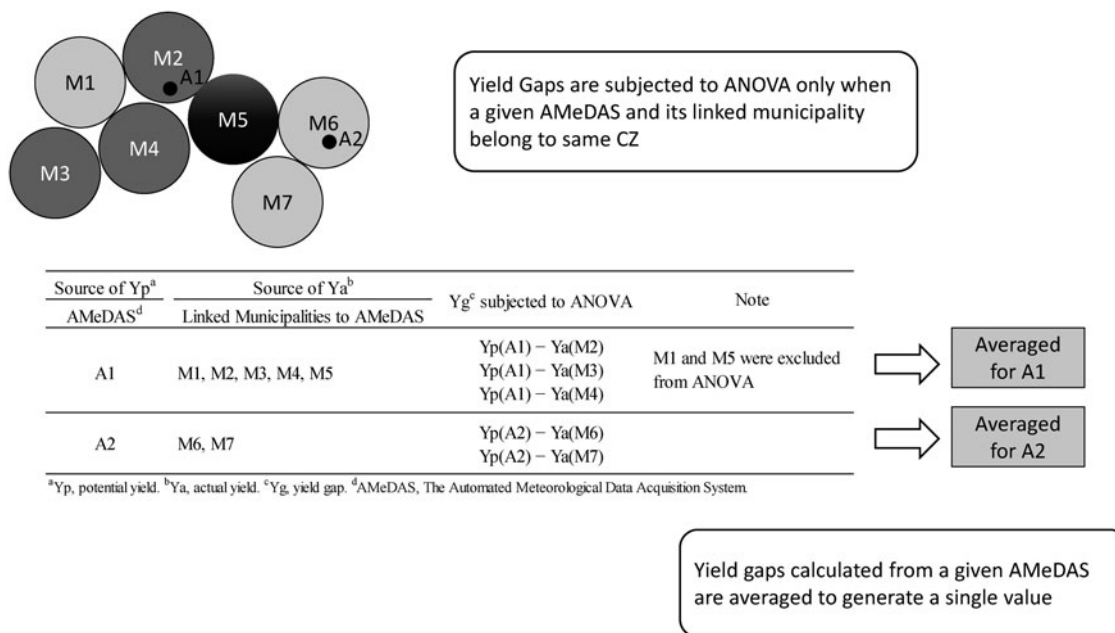 M1
M2
A1
M3
M4
M5
M6
A2
M7
Yield Gaps are subjected to ANOVA only when
a given AMeDAS and its linked municipality
belong to same CZ
Source of Ypᵃ
Source of Yaᵇ
Ygᶜ subjected to ANOVA
Note
AMeDASᵈ
Linked Municipalities to AMeDAS
A1
M1, M2, M3, M4, M5
Yp(A1) − Ya(M2)
Yp(A1) − Ya(M3)
Yp(A1) − Ya(M4)
M1 and M5 were excluded
from ANOVA
Averaged
for A1
A2
M6, M7
Yp(A2) − Ya(M6)
Yp(A2) − Ya(M7)
Averaged
for A2
ᵃYp, potential yield. ᵇYa, actual yield. ᶜYg, yield gap. ᵈAMeDAS, The Automated Meteorological Data Acquisition System.
Yield gaps calculated from a given AMeDAS
are averaged to generate a single value